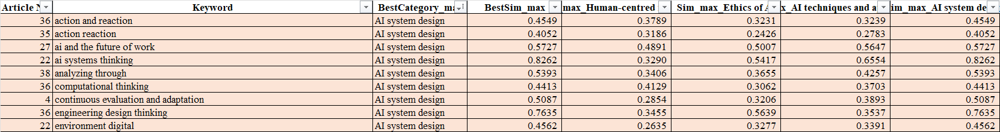 Article N Keyword BestCategory_ma BestSim_max max_Human-centred Sim_max_Ethics of A x_AI techniques and a im_max_AI system de
36 action and reaction AI system design 0.4549 0.3789 0.3231 0.3239 0.4549
35 action reaction AI system design 0.4052 0.3186 0.2426 0.2783 0.4052
27 ai and the future of work AI system design 0.5727 0.4891 0.5007 0.5647 0.5727
22 ai systems thinking AI system design 0.8262 0.3290 0.5417 0.6554 0.8262
38 analyzing through AI system design 0.5393 0.3406 0.3655 0.4257 0.5393
36 computational thinking AI system design 0.4413 0.4129 0.3062 0.3703 0.4413
4 continuous evaluation and adaptation AI system design 0.5087 0.2854 0.3206 0.3893 0.5087
36 engineering design thinking AI system design 0.7635 0.3455 0.5639 0.3537 0.7635
22 environment digital AI system design 0.4562 0.2635 0.3277 0.3391 0.4562